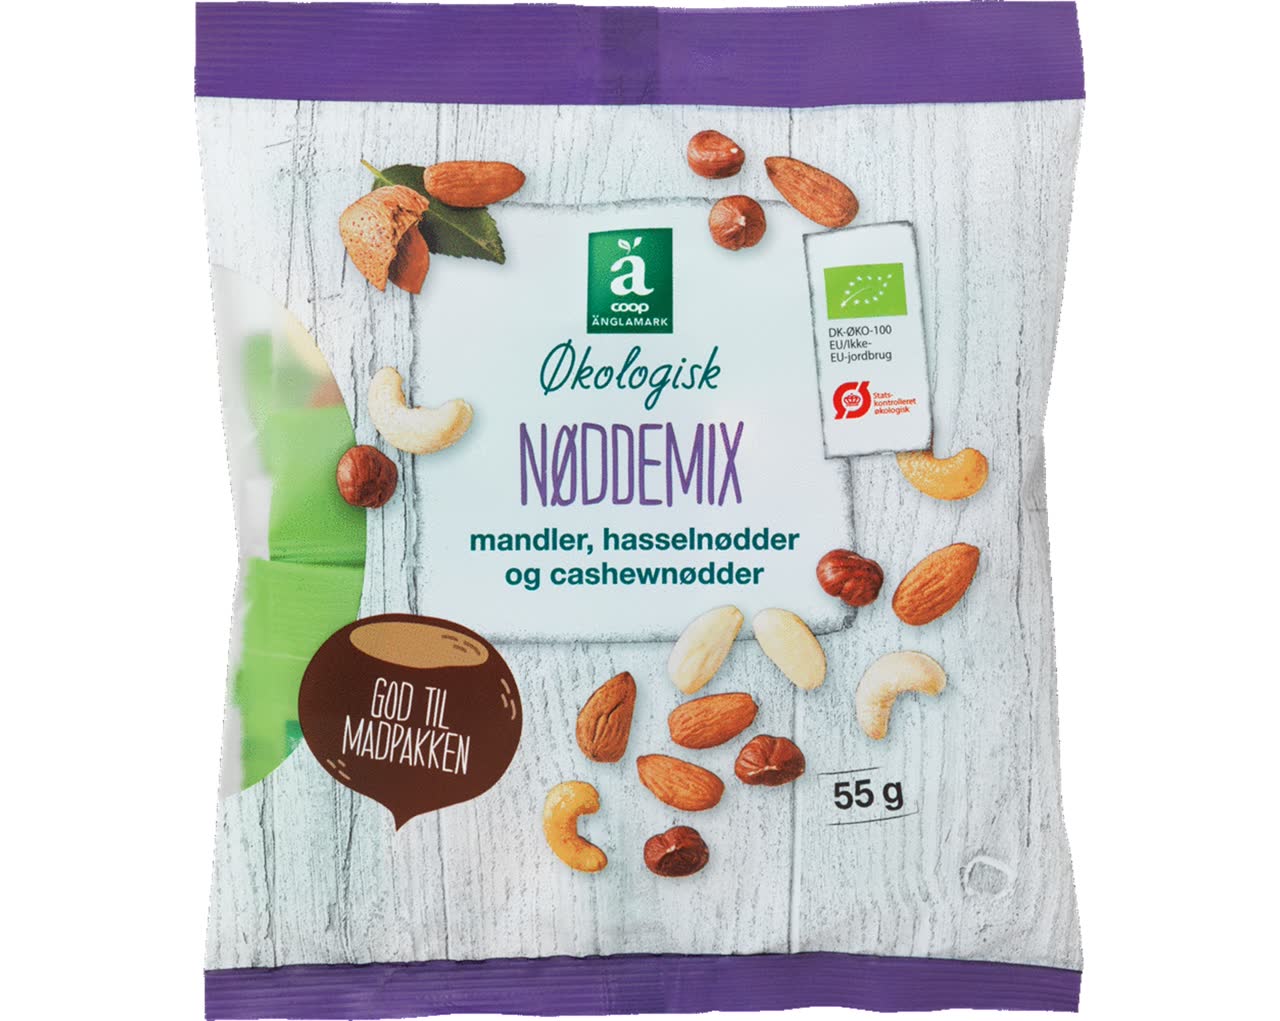 å
coop
ÄNGLAMARK
Økologisk
NØDDEMIX
mandler, hasselnødder
og cashewnødder
DK-ØKO-100
EU/Ikke-
EU-jordbrug
Ø
Stats-
kontrolleret
økologisk
GOD TIL
MADPAKKEN
55 g